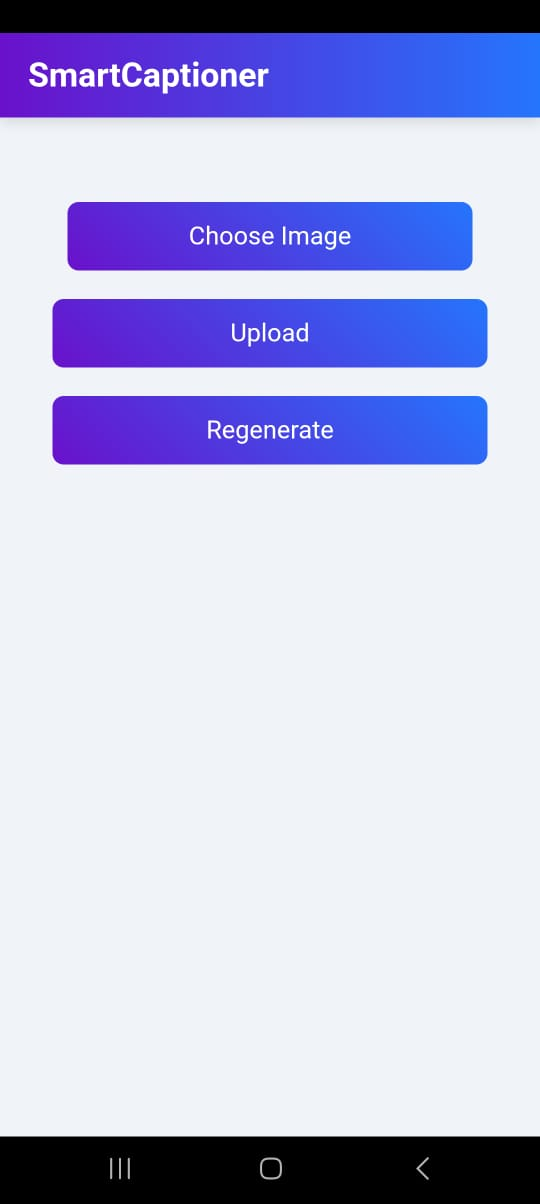 SmartCaptioner
Choose Image
Upload
Regenerate